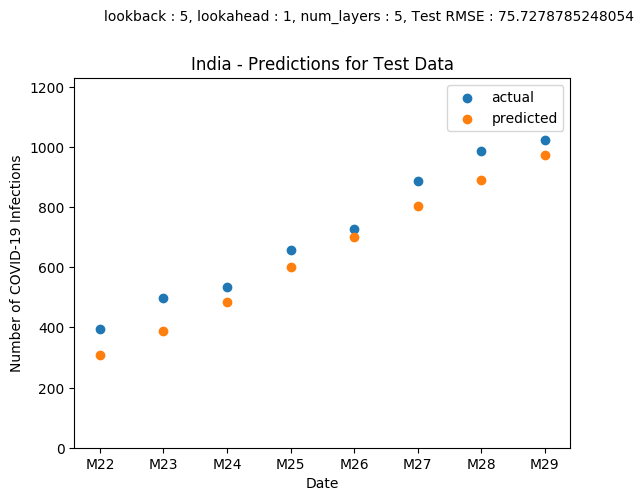 lookback : 5, lookahead : 1, num_layers : 5, Test RMSE : 75.7278785248054
India - Predictions for Test Data
actual
predicted
Number of COVID-19 Infections
1200
1000
800
600
400
200
0
M22 M23 M24 M25 M26 M27 M28 M29
Date